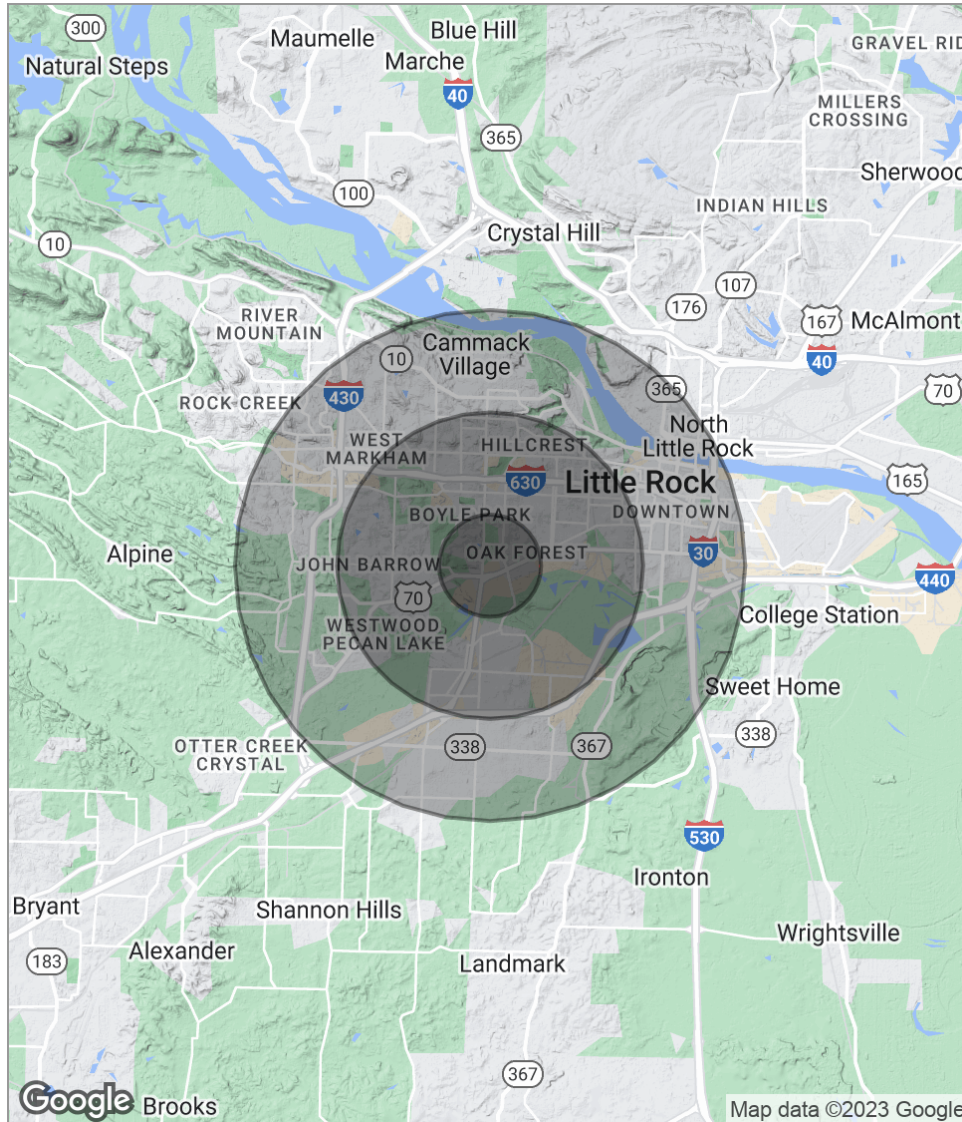 300
Blue Hill
Maumelle
Marche
GRAVEL RID
Natural Steps
40
MILLERS
CROSSING
365
Sherwood
100
INDIAN HILLS
10
Crystal Hill
107
176
RIVER
MOUNTAIN
167
McAlmont
Cammack
Village
10
40
365
70
430
ROCK CREEK
North
Little Rock
WEST
MARKHAM
HILLCREST
630
Little Rock
165
BOYLE PARK
DOWNTOWN
Alpine
OAK FOREST
30
JOHN BARROW
440
70
College Station
WESTWOOD
PECAN LAKE
Sweet Home
OTTER CREEK
CRYSTAL
338
367
338
530
Ironton
Bryant
Shannon Hills
Wrightsville
Alexander
Landmark
183
367
Google
Brooks
Map data ©2023 Google